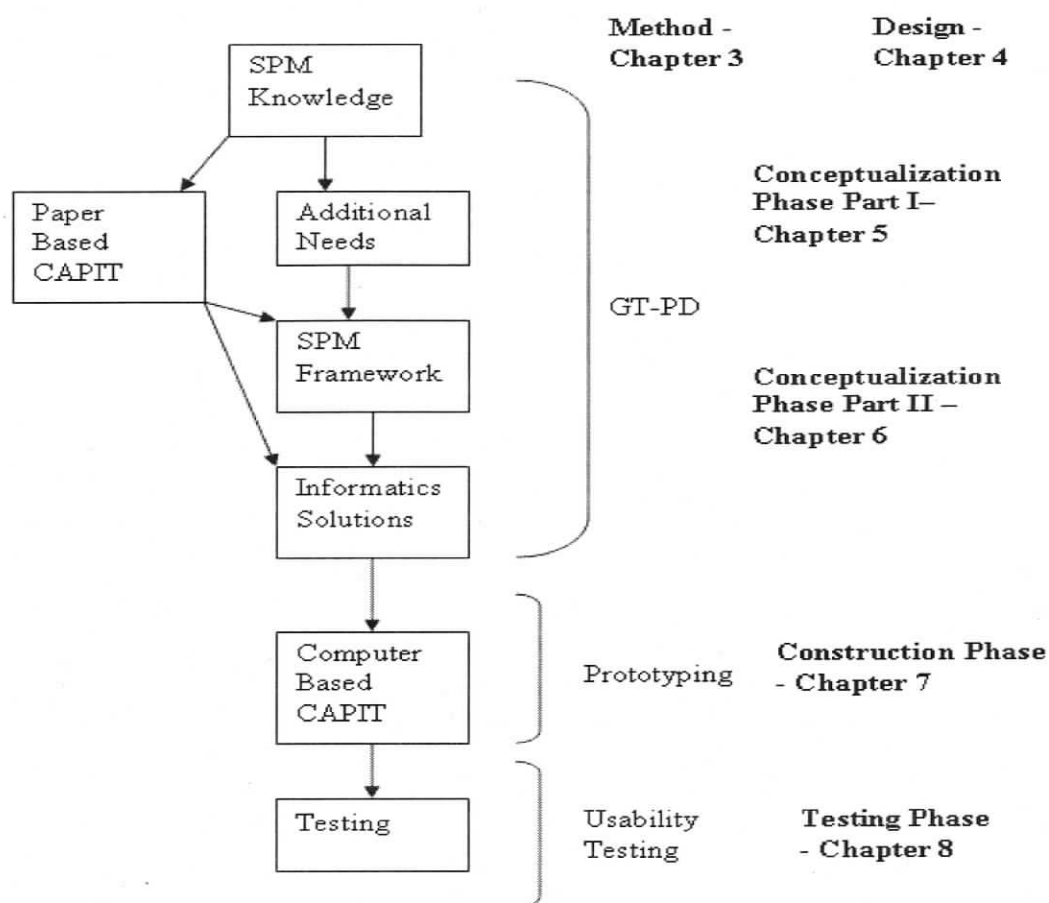 Method -
Chapter 3
Design -
Chapter 4
SPM
Knowledge
Paper
Based
CAPIT
Additional
Needs
Conceptualization
Phase Part I–
Chapter 5
GT-PD
SPM
Framework
Conceptualization
Phase Part II –
Chapter 6
Informatics
Solutions
Computer
Based
CAPIT
Prototyping
Construction Phase
- Chapter 7
Testing
Usability
Testing
Testing Phase
- Chapter 8